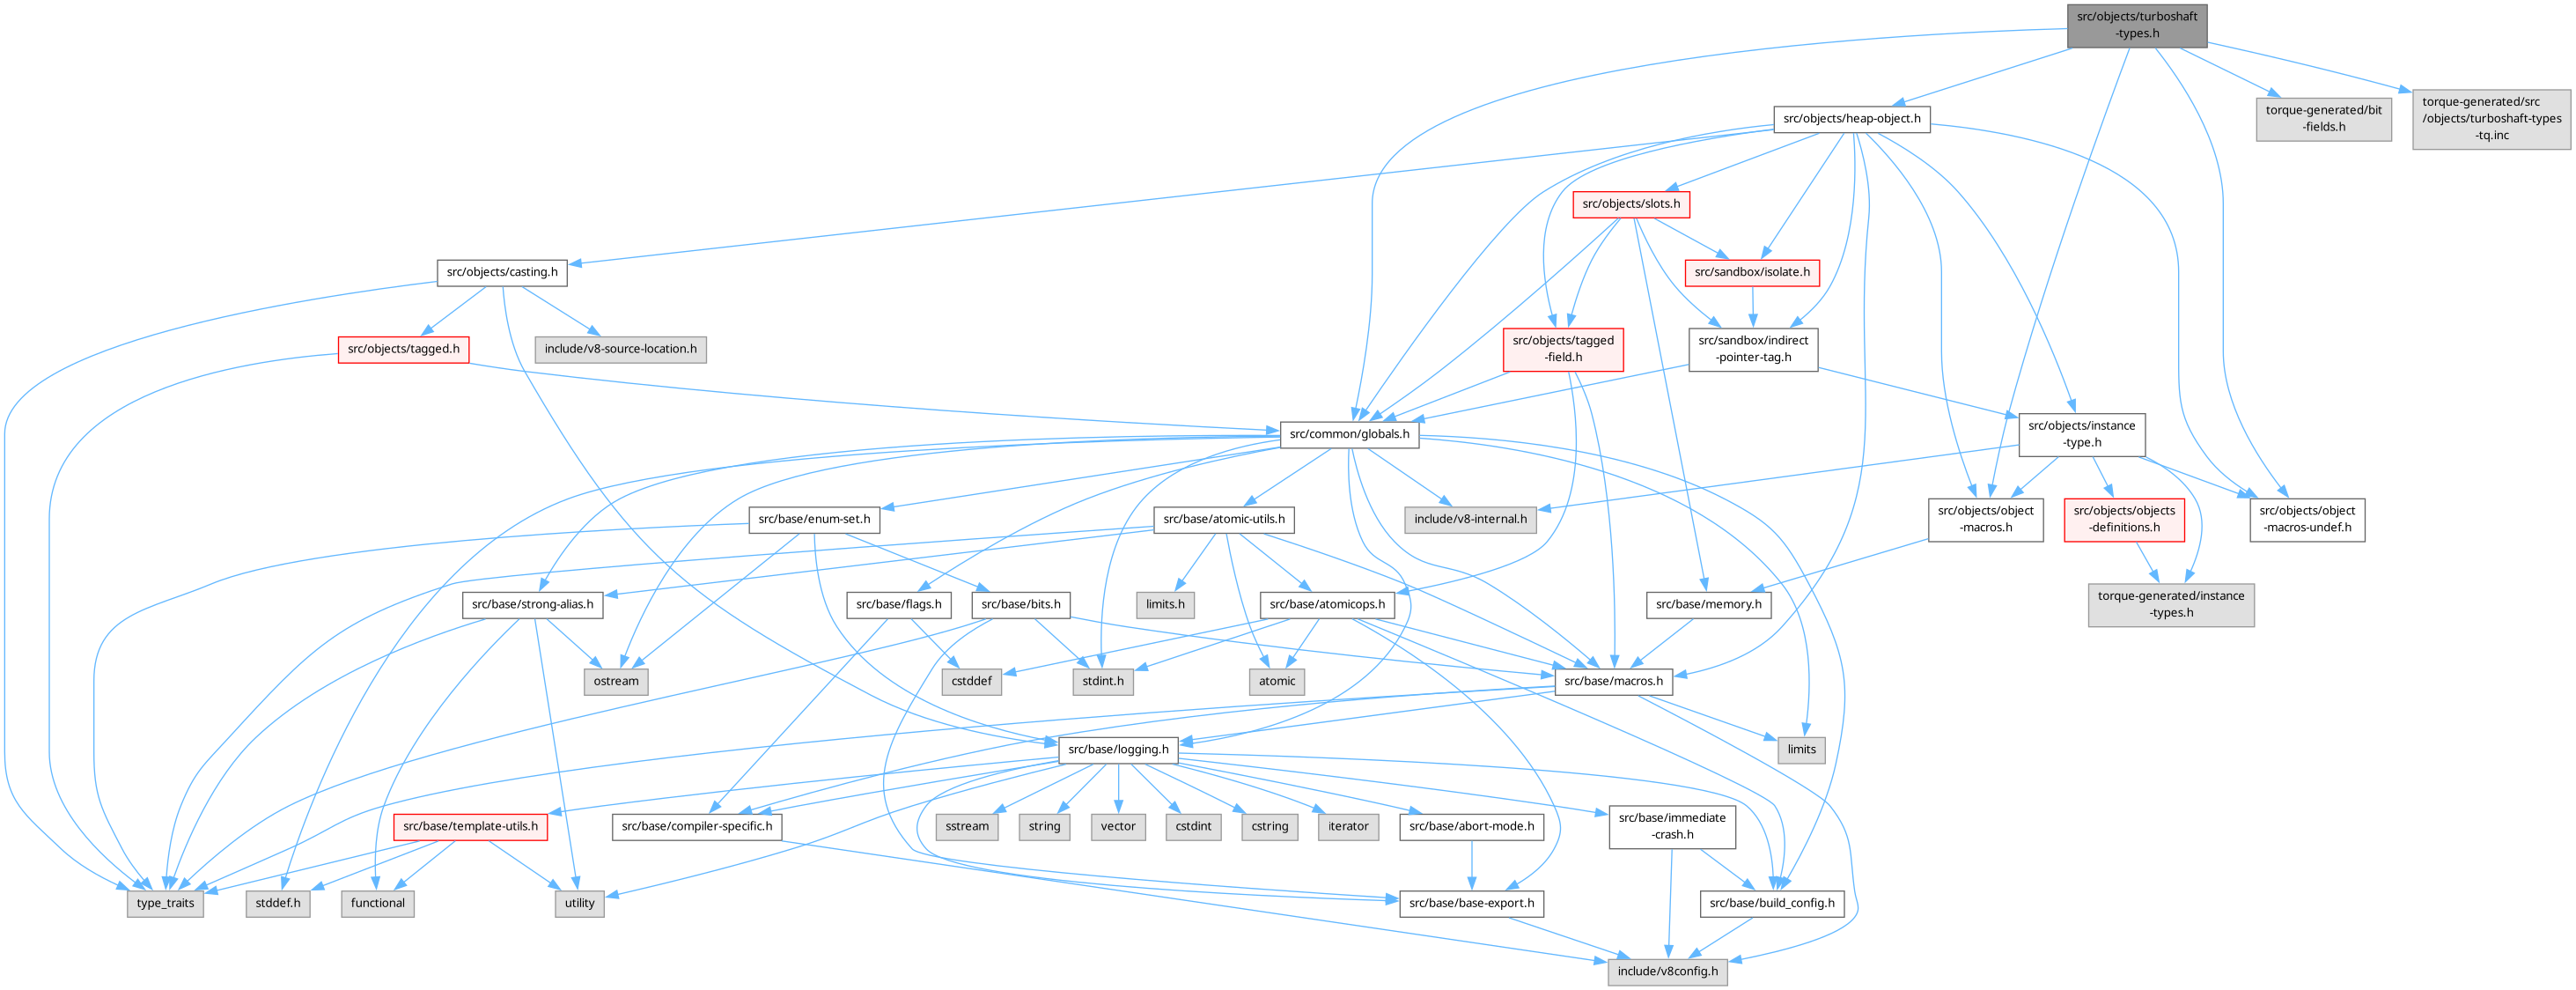 src/objects/turboshaft
-types.h
src/objects/heap-object.h
torque-generated/bit
-fields.h
torque-generated/src
/objects/turboshaft-types
-tq.inc
src/objects/slots.h
src/objects/casting.h
src/sandbox/isolate.h
src/objects/tagged.h
include/v8-source-location.h
src/objects/tagged
-field.h
src/sandbox/indirect
-pointer-tag.h
src/common/globals.h
src/objects/instance
-type.h
src/base/enum-set.h
src/base/atomic-utils.h
include/v8-internal.h
src/objects/object
-macros.h
src/objects/objects
-definitions.h
src/objects/object
-macros-undef.h
src/base/strong-alias.h
src/base/flags.h
src/base/bits.h
limits.h
src/base/atomicops.h
src/base/memory.h
torque-generated/instance
-types.h
ostream
cstddef
stdint.h
atomic
src/base/macros.h
src/base/logging.h
limits
src/base/template-utils.h
src/base/compiler-specific.h
sstream
string
vector
cstdint
cstring
iterator
src/base/abort-mode.h
src/base/immediate
-crash.h
type_traits
stddef.h
functional
utility
src/base/base-export.h
src/base/build_config.h
include/v8config.h